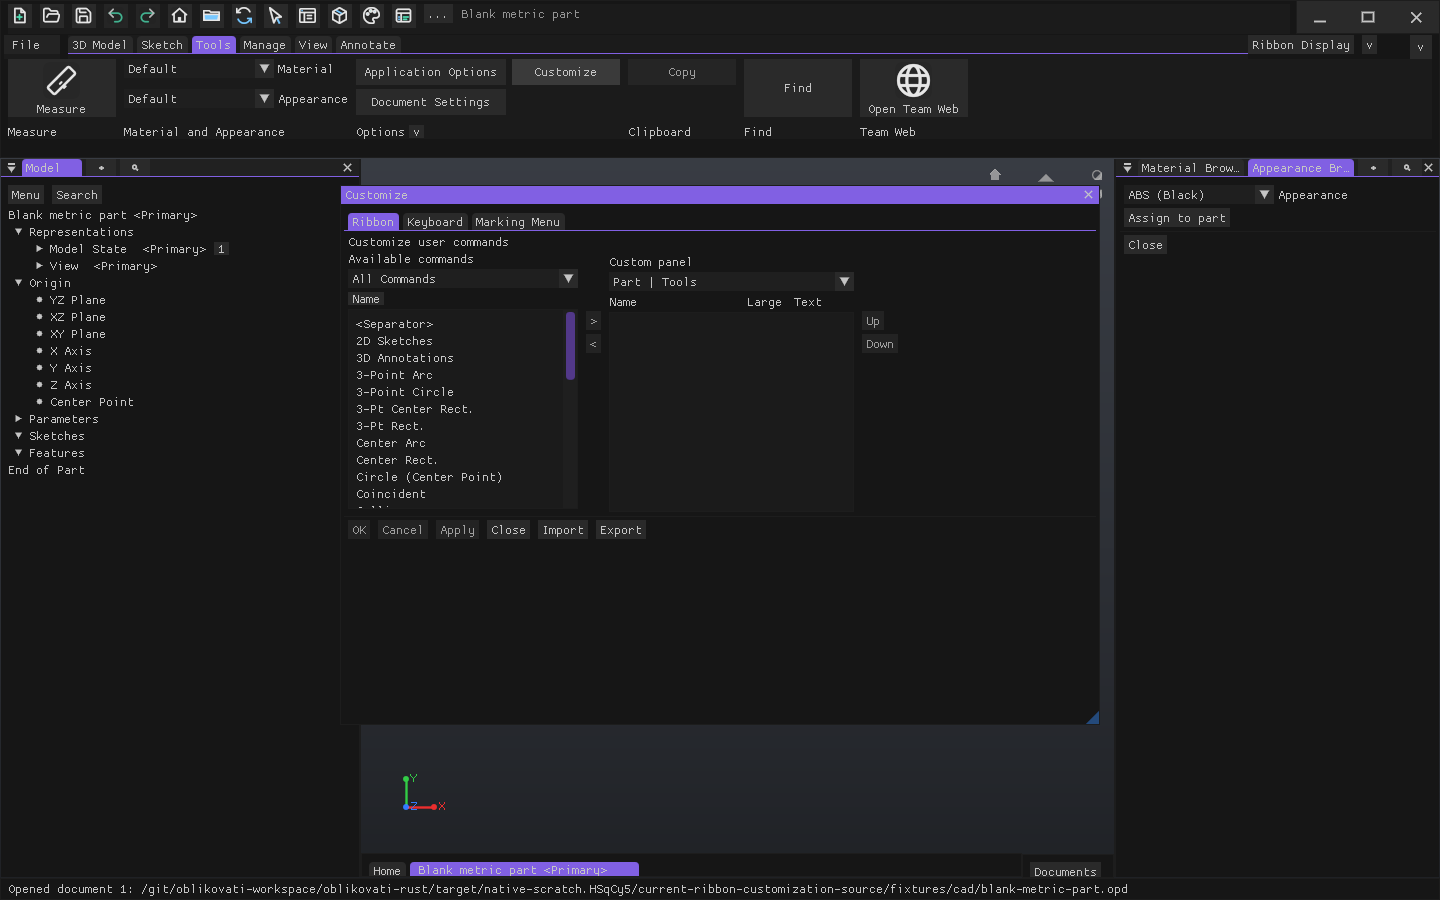 ... Blank metric part
File 3D Model Sketch Tools Manage View Annotate Ribbon Display v v
Default Material Application Options Customize Copy
Find
Default Appearance Document Settings
Measure Open Team Web
Measure Material and Appearance Options v Clipboard Find Team Web
Model
Material Brow… Appearance Br…
Menu Search
Blank metric part <Primary>
Representations
Model State <Primary> 1
View <Primary>
Origin
YZ Plane
XZ Plane
XY Plane
X Axis
Y Axis
Z Axis
Center Point
Parameters
Sketches
Features
End of Part
Customize
Ribbon Keyboard Marking Menu
Customize user commands
Available commands
Custom panel
All Commands
Part | Tools
Name
Name Large Text
<Separator>
2D Sketches
3D Annotations
3-Point Arc
3-Point Circle
3-Pt Center Rect.
3-Pt Rect.
Center Arc
Center Rect.
Circle (Center Point)
Coincident
>
<
Up
Down
OK Cancel Apply Close Import Export
ABS (Black) Appearance
Assign to part
Close
Y
Z X
Home Blank metric part <Primary> Documents
Opened document 1: /git/oblikovati-workspace/oblikovati-rust/target/native-scratch.HSqCy5/current-ribbon-customization-source/fixtures/cad/blank-metric-part.opd